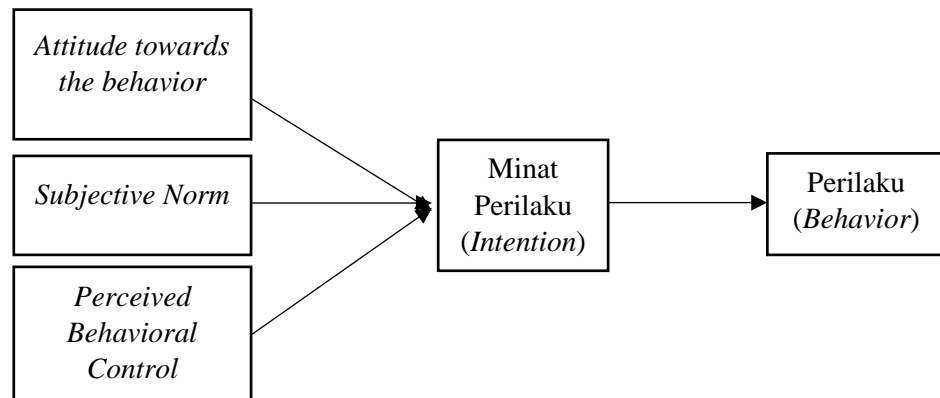 Attitude towards
the behavior
Subjective Norm
Perceived
Behavioral
Control
Minat
Perilaku
(Intention)
Perilaku
(Behavior)